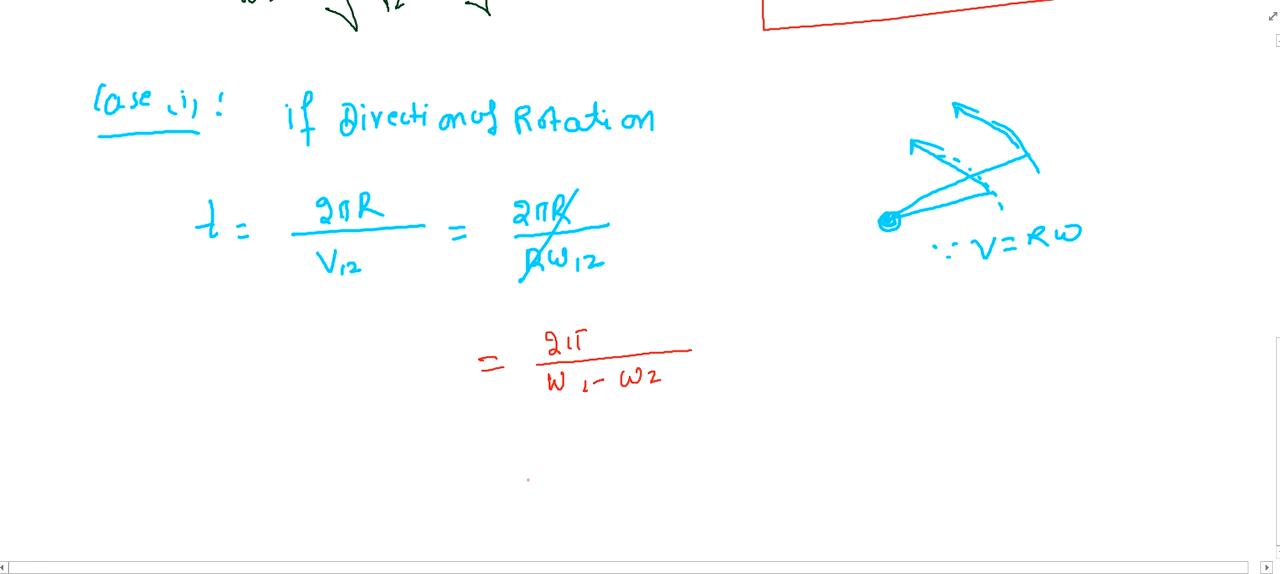 Case (i) : if Direction of Rotation
t = 2πR / V12 = 2πR / Rω12
∵ V = Rω
= 2π / ω1 - ω2